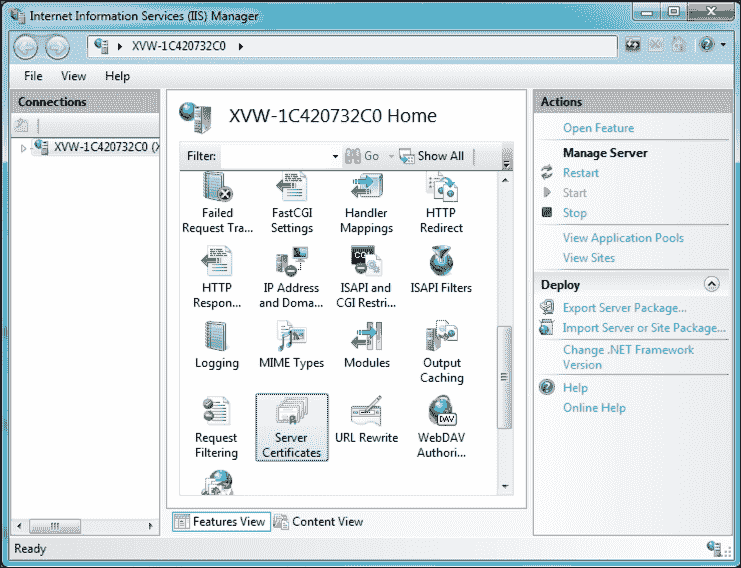 Internet Information Services (IIS) Manager
XVW-1C420732C0
File View Help
Connections
XVW-1C420732C0 (X
XVW-1C420732C0 Home
Filter: Go Show All
Failed FastCGI Handler HTTP
Request Tra... Settings Mappings Redirect
HTTP IP Address ISAPI and ISAPI Filters
Respon... and Doma... CGI Restri...
Logging MIME Types Modules Output
Caching
Request Server URL Rewrite WebDAV
Filtering Certificates Authori...
DAV
Features View Content View
Actions
Open Feature
Manage Server
Restart
Start
Stop
View Application Pools
View Sites
Deploy
Export Server Package...
Import Server or Site Package...
Change .NET Framework
Version
Help
Online Help
Ready